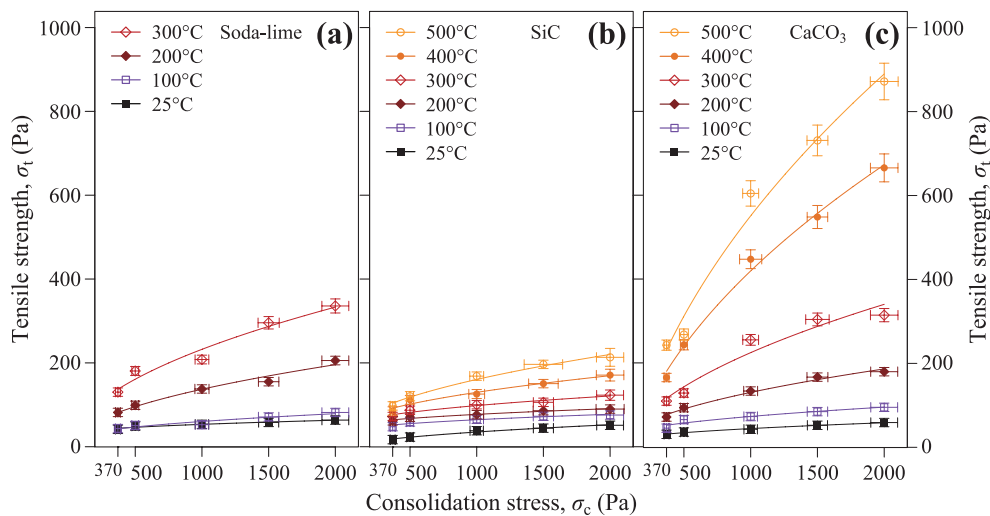 1000
800
600
400
200
0
Tensile strength, σt (Pa)
300°C
200°C
100°C
25°C
Soda-lime
(a)
370
500
1000
1500
2000
500°C
400°C
300°C
200°C
100°C
25°C
SiC
(b)
370
500
1000
1500
2000
500°C
400°C
300°C
200°C
100°C
25°C
CaCO3
(c)
370
500
1000
1500
2000
1000
800
600
400
200
0
Tensile strength, σt (Pa)
Consolidation stress, σc (Pa)